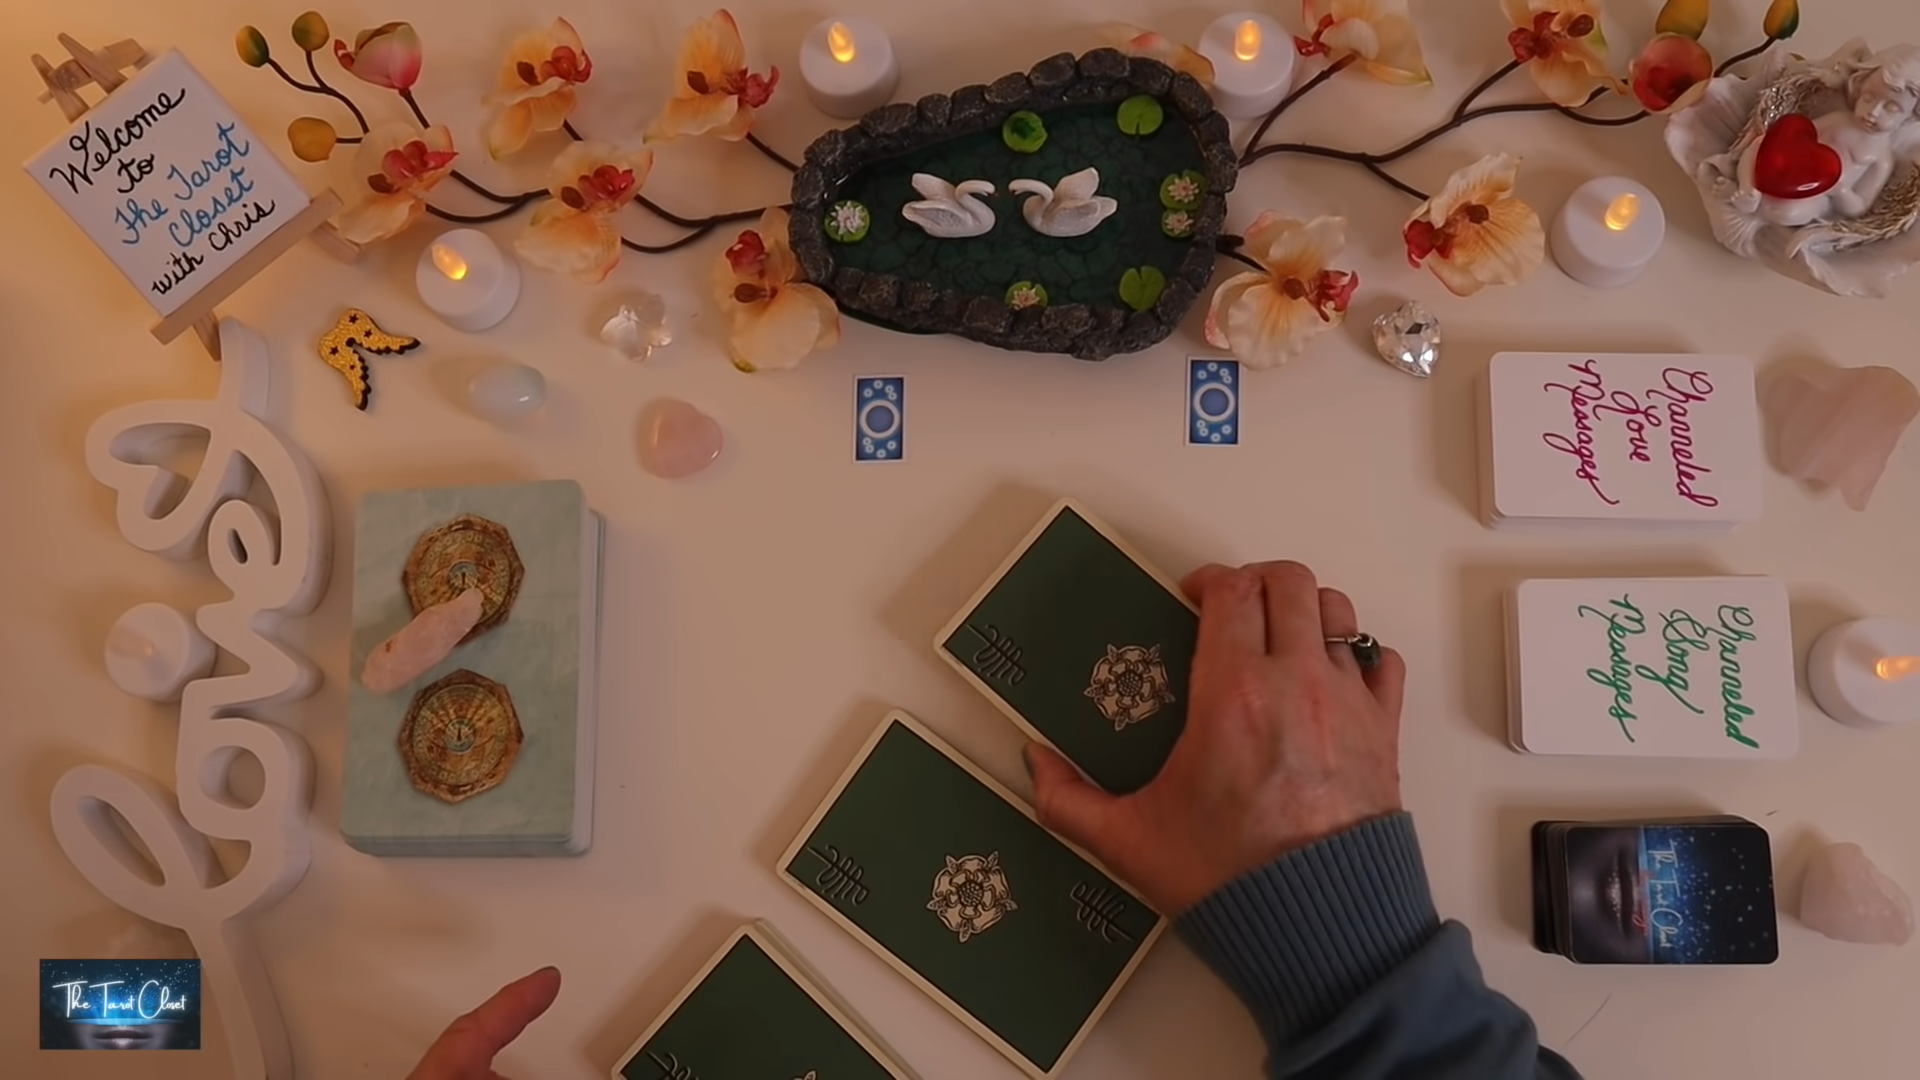 Welcome
to
the Tarot
Closet
with Chris
Channeled
Love
Messages
Channeled
Song
Messages
The Tarot Closet
The Tarot Closet